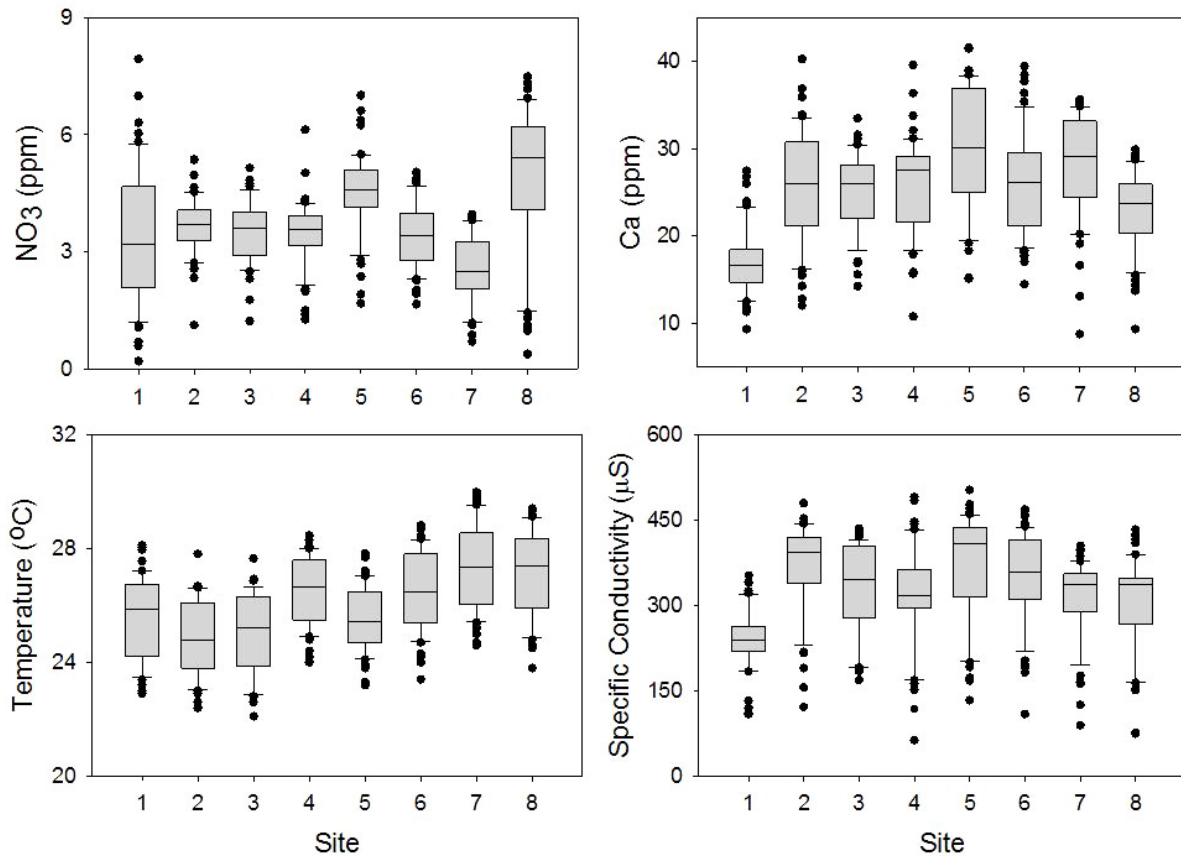 9
6
3
0
NO3 (ppm)
1 2 3 4 5 6 7 8
40
30
20
10
Ca (ppm)
1 2 3 4 5 6 7 8
32
28
24
20
Temperature (ºC)
1 2 3 4 5 6 7 8
Site
600
450
300
150
0
Specific Conductivity (μS)
1 2 3 4 5 6 7 8
Site